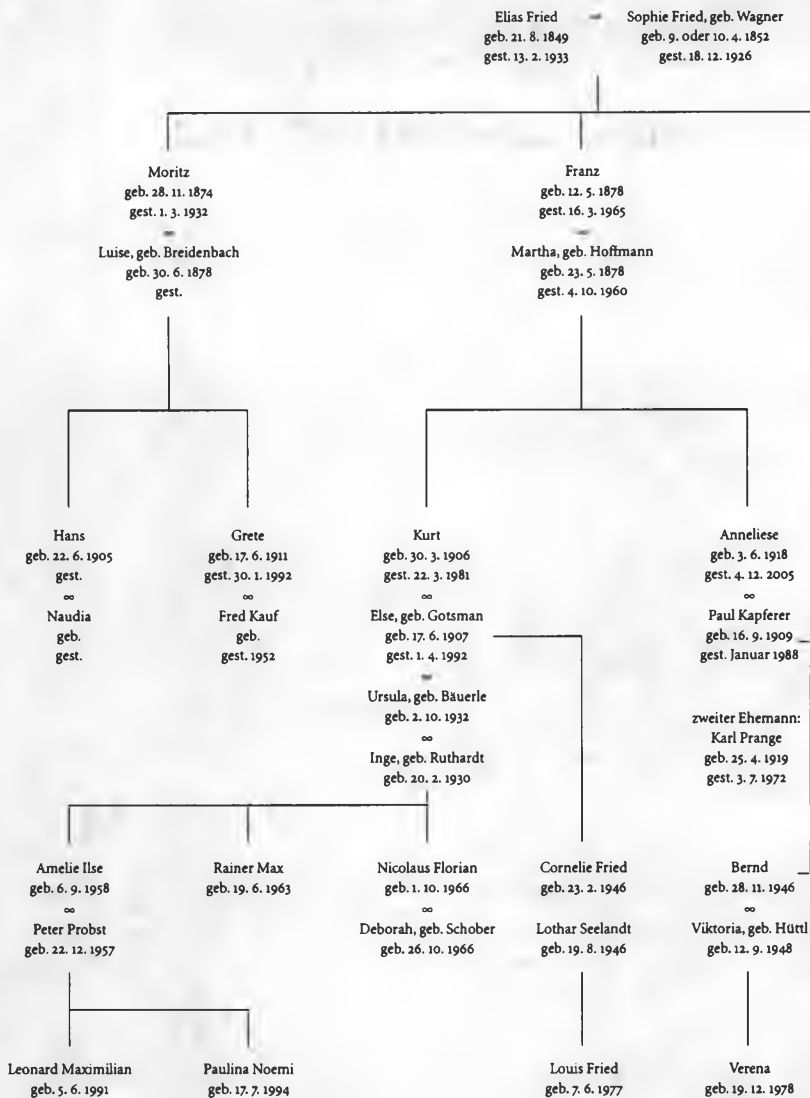 Elias Fried
geb. 21. 8. 1849
gest. 13. 2. 1933
Sophie Fried, geb. Wagner
geb. 9. oder 10. 4. 1852
gest. 18. 12. 1926
Moritz
geb. 28. 11. 1874
gest. 1. 3. 1932
Luise, geb. Breidenbach
geb. 30. 6. 1878
gest.
Franz
geb. 12. 5. 1878
gest. 16. 3. 1965
Martha, geb. Hoffmann
geb. 23. 5. 1878
gest. 4. 10. 1960
Hans
geb. 22. 6. 1905
gest.
∞
Naudia
geb.
gest.
Grete
geb. 17. 6. 1911
gest. 30. 1. 1992
∞
Fred Kauf
geb.
gest. 1952
Kurt
geb. 30. 3. 1906
gest. 22. 3. 1981
∞
Else, geb. Gotsman
geb. 17. 6. 1907
gest. 1. 4. 1992
Ursula, geb. Bäuerle
geb. 2. 10. 1932
∞
Inge, geb. Ruthardt
geb. 20. 2. 1930
Anneliese
geb. 3. 6. 1918
gest. 4. 12. 2005
∞
Paul Kapferer
geb. 16. 9. 1909
gest. Januar 1988
zweiter Ehemann:
Karl Prange
geb. 25. 4. 1919
gest. 3. 7. 1972
Amelie Ilse
geb. 6. 9. 1958
∞
Peter Probst
geb. 22. 12. 1957
Rainer Max
geb. 19. 6. 1963
Nicolaus Florian
geb. 1. 10. 1966
∞
Deborah, geb. Schober
geb. 26. 10. 1966
Cornelie Fried
geb. 23. 2. 1946
Lothar Seelandt
geb. 19. 8. 1946
Bernd
geb. 28. 11. 1946
∞
Viktoria, geb. Hüttl
geb. 12. 9. 1948
Leonard Maximilian
geb. 5. 6. 1991
Paulina Noemi
geb. 17. 7. 1994
Louis Fried
geb. 7. 6. 1977
Verena
geb. 19. 12. 1978